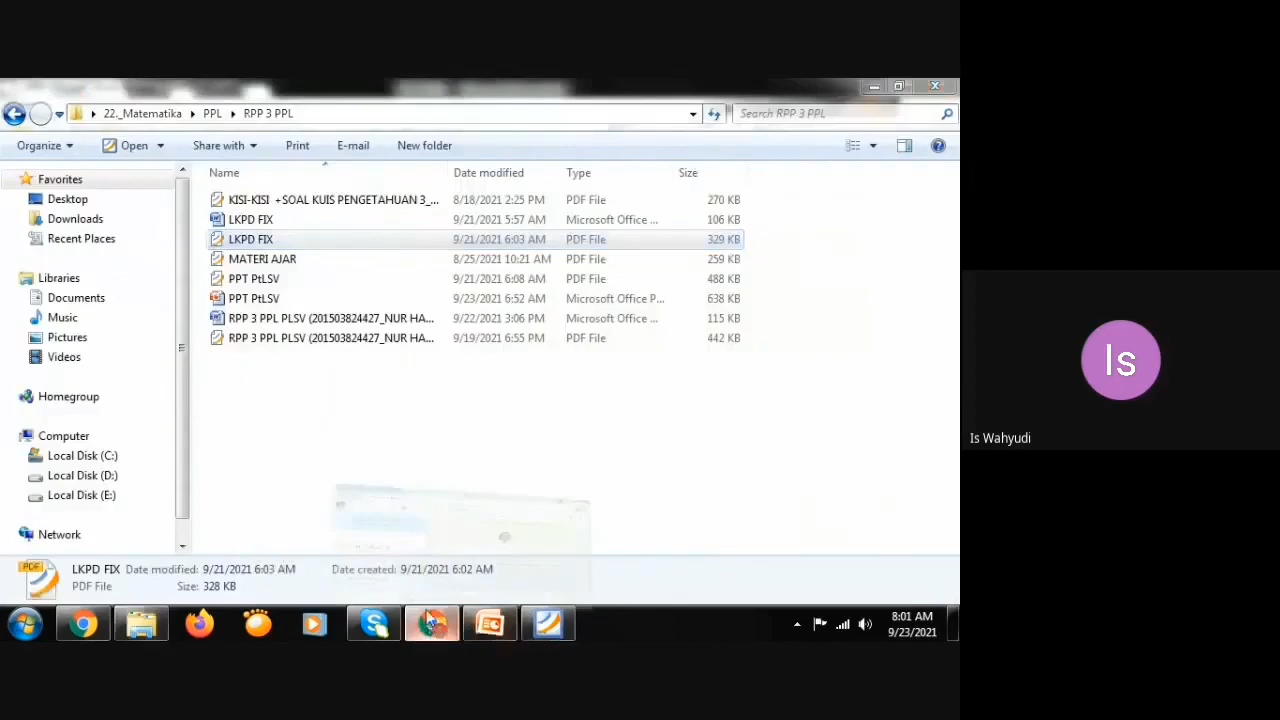 22._Matematika PPL RPP 3 PPL Search RPP 3 PPL
Organize Open Share with Print E-mail New folder
Name Date modified Type Size
Favorites
Desktop
Downloads
Recent Places
Libraries
Documents
Music
Pictures
Videos
Homegroup
Computer
Local Disk (C:)
Local Disk (D:)
Local Disk (E:)
Network
KISI-KISI +SOAL KUIS PENGETAHUAN 3_... 8/18/2021 2:25 PM PDF File 270 KB
LKPD FIX 9/21/2021 5:57 AM Microsoft Office ... 106 KB
LKPD FIX 9/21/2021 6:03 AM PDF File 329 KB
MATERI AJAR 8/25/2021 10:21 AM PDF File 259 KB
PPT PtLSV 9/21/2021 6:08 AM PDF File 488 KB
PPT PtLSV 9/23/2021 6:52 AM Microsoft Office P... 638 KB
RPP 3 PPL PLSV (201503824427_NUR HA... 9/22/2021 3:06 PM Microsoft Office ... 115 KB
RPP 3 PPL PLSV (201503824427_NUR HA... 9/19/2021 6:55 PM PDF File 442 KB
PDF
LKPD FIX Date modified: 9/21/2021 6:03 AM Date created: 9/21/2021 6:02 AM
PDF File Size: 328 KB
8:01 AM
9/23/2021
Is
Is Wahyudi